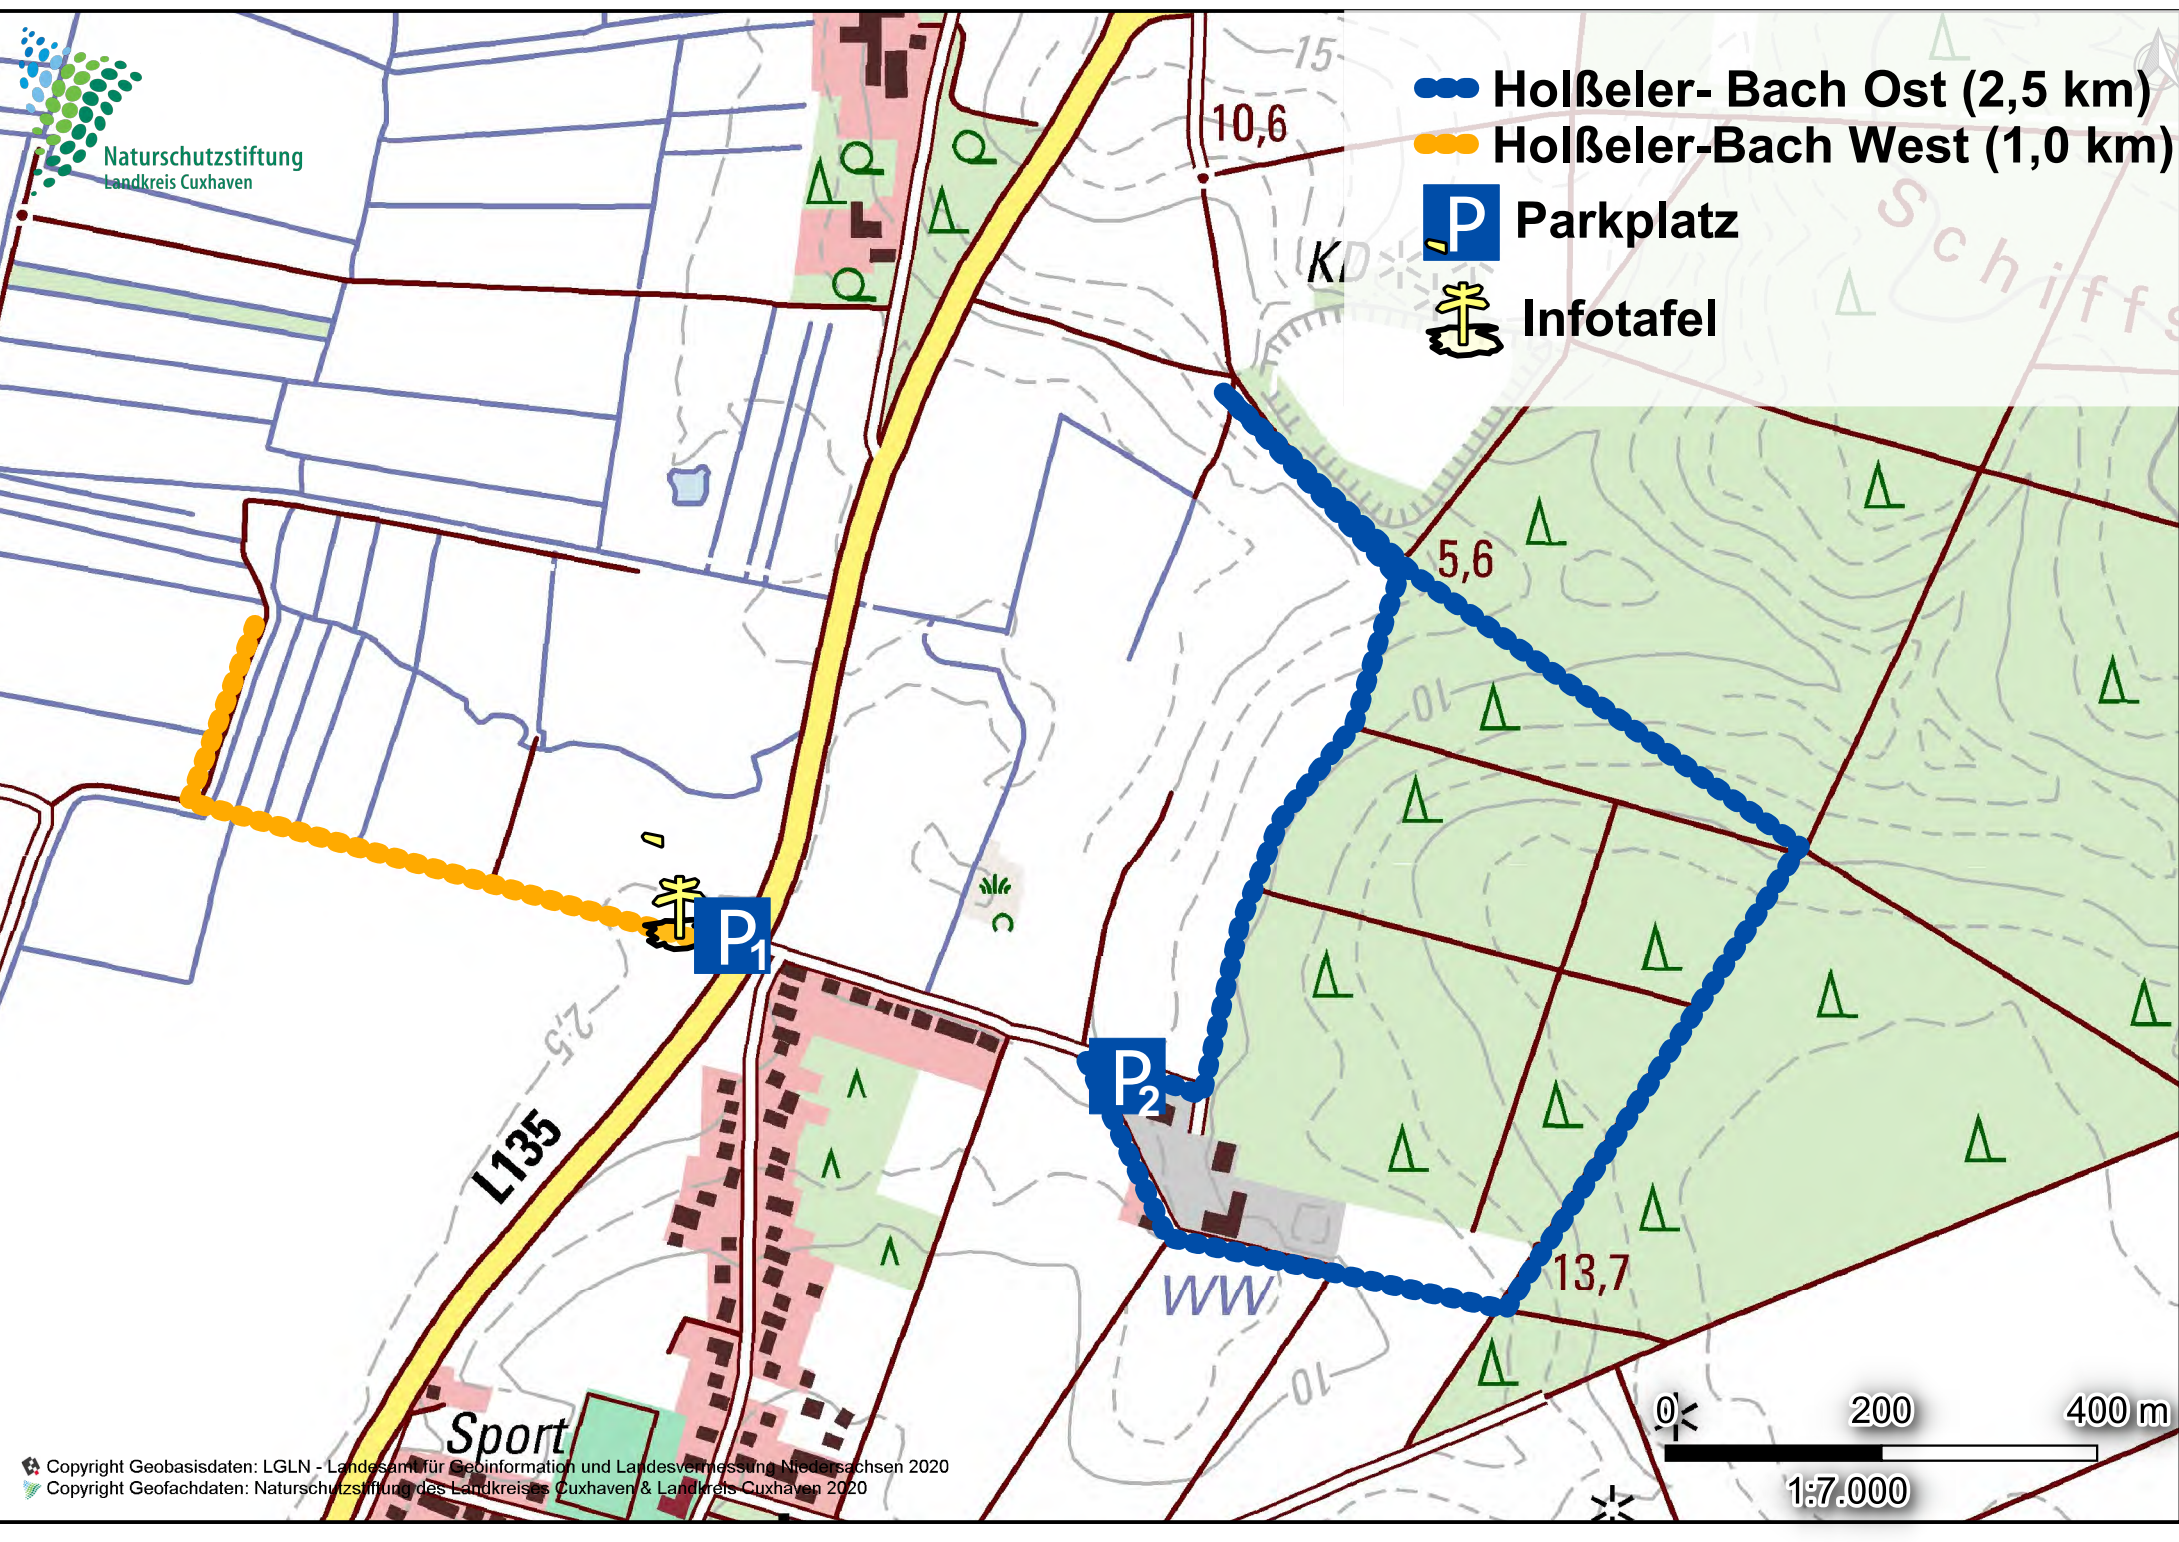 Naturschutzstiftung
Landkreis Cuxhaven
Holßeler- Bach Ost (2,5 km)
Holßeler-Bach West (1,0 km)
P Parkplatz
Infotafel
15
10,6
KD
Schiffs
5,6
10
P1
2,5
P2
L135
13,7
WW
10
Sport
0 200 400 m
1:7.000
Copyright Geobasisdaten: LGLN - Landesamt für Geoinformation und Landesvermessung Niedersachsen 2020
Copyright Geofachdaten: Naturschutzstiftung des Landkreises Cuxhaven & Landkreis Cuxhaven 2020